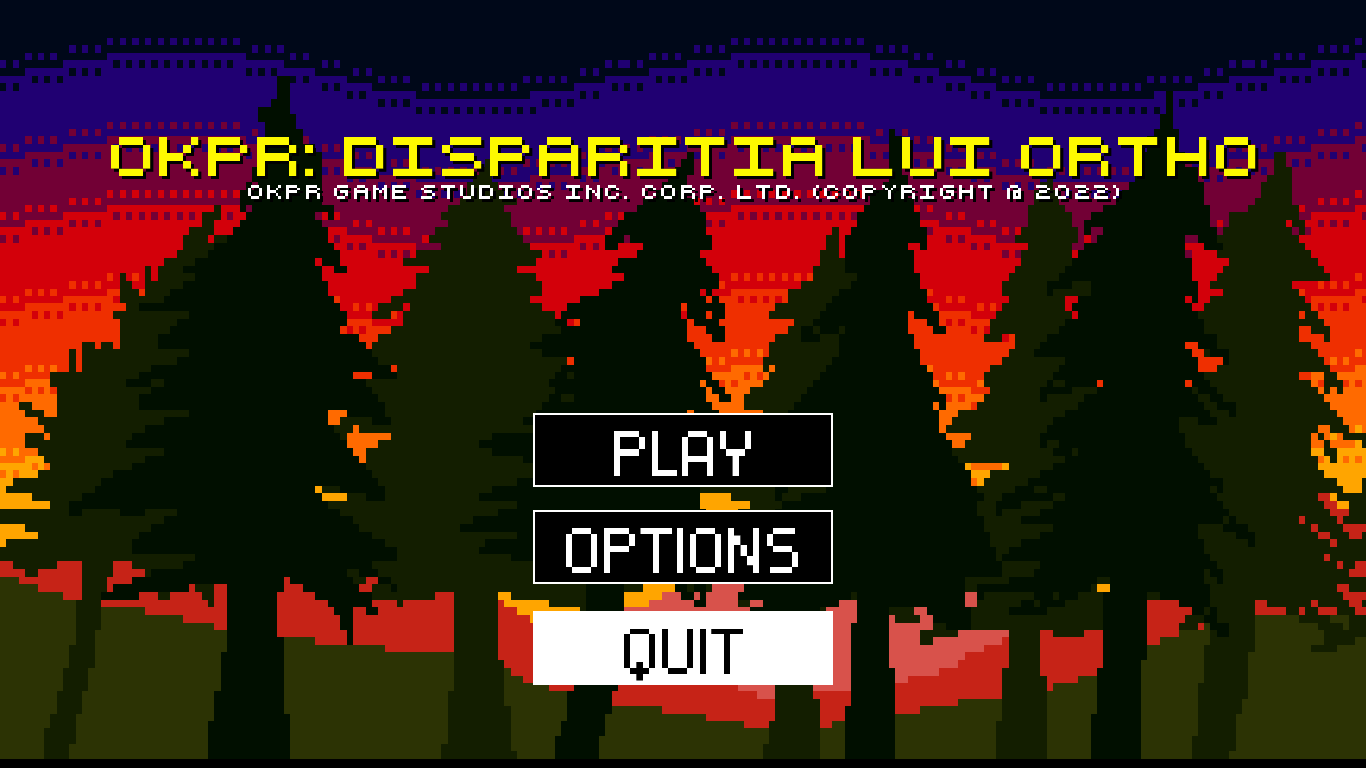 OKPR: DISPARITIA LUI ORTHO
OKPR GAME STUDIOS INC. CORP. LTD. (COPYRIGHT @ 2022)
PLAY
OPTIONS
QUIT